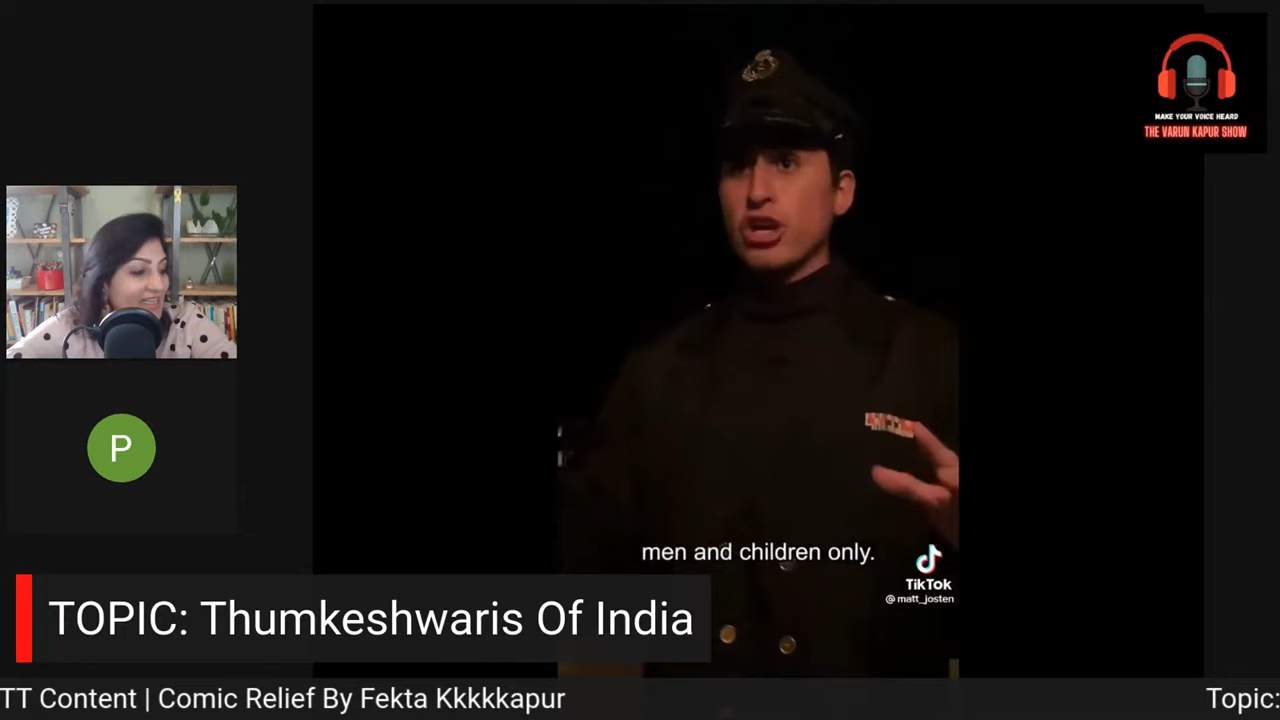 MAKE YOUR VOICE HEARD
THE VARUN KAPUR SHOW
P
men and children only.
TikTok
@matt_josten
TOPIC: Thumkeshwaris Of India
TT Content | Comic Relief By Fekta Kkkkkapur
Topic: